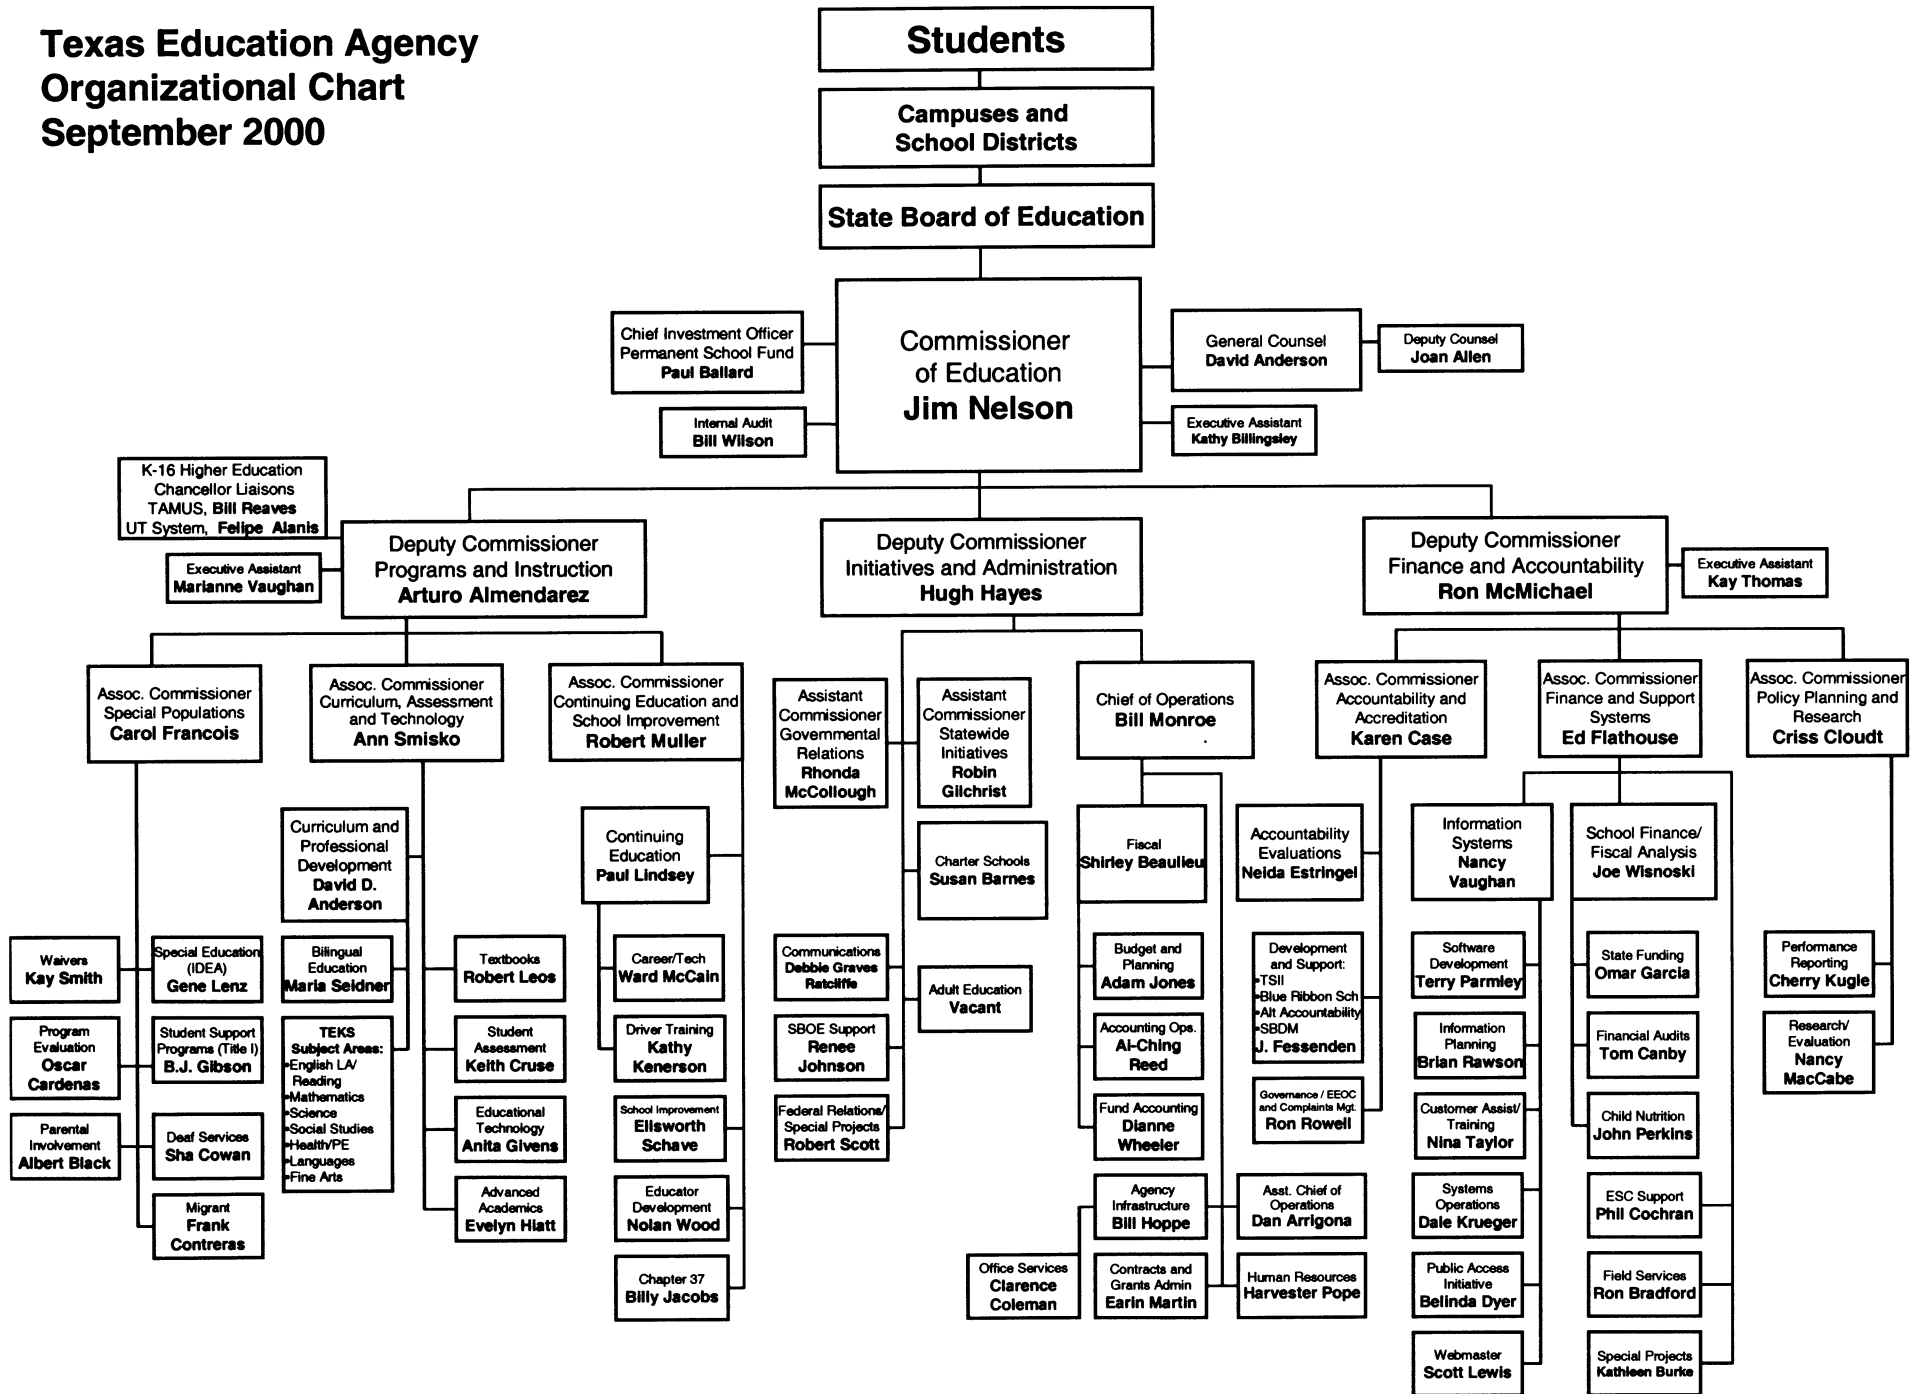 Texas Education Agency
Organizational Chart
September 2000
Students
Campuses and
School Districts
State Board of Education
Commissioner
of Education
Jim Nelson
Chief Investment Officer
Permanent School Fund
Paul Ballard
Internal Audit
Bill Wilson
General Counsel
David Anderson
Deputy Counsel
Joan Allen
Executive Assistant
Kathy Billingsley
K-16 Higher Education
Chancellor Liaisons
TAMUS, Bill Reaves
UT System, Felipe Alanis
Executive Assistant
Marianne Vaughan
Deputy Commissioner
Programs and Instruction
Arturo Almendarez
Deputy Commissioner
Initiatives and Administration
Hugh Hayes
Deputy Commissioner
Finance and Accountability
Ron McMichael
Executive Assistant
Kay Thomas
Assoc. Commissioner
Special Populations
Carol Francois
Assoc. Commissioner
Curriculum, Assessment
and Technology
Ann Smisko
Assoc. Commissioner
Continuing Education and
School Improvement
Robert Muller
Assistant
Commissioner
Governmental
Relations
Rhonda
McCollough
Assistant
Commissioner
Statewide
Initiatives
Robin
Gilchrist
Chief of Operations
Bill Monroe
Assoc. Commissioner
Accountability and
Accreditation
Karen Case
Assoc. Commissioner
Finance and Support
Systems
Ed Flathouse
Assoc. Commissioner
Policy Planning and
Research
Criss Cloudt
Curriculum and
Professional
Development
David D.
Anderson
Continuing
Education
Paul Lindsey
Charter Schools
Susan Barnes
Fiscal
Shirley Beaulieu
Accountability
Evaluations
Neida Estringel
Information
Systems
Nancy
Vaughan
School Finance/
Fiscal Analysis
Joe Wisnoski
Waivers
Kay Smith
Special Education
(IDEA)
Gene Lenz
Bilingual
Education
Maria Seidner
Textbooks
Robert Leos
Career/Tech
Ward McCain
Communications
Debbie Graves
Ratcliffe
Adult Education
Vacant
Budget and
Planning
Adam Jones
Development
and Support:
•TSII
•Blue Ribbon Sch
•Alt Accountability
•SBDM
J. Fessenden
Software
Development
Terry Parmley
State Funding
Omar Garcia
Performance
Reporting
Cherry Kugle
Program
Evaluation
Oscar
Cardenas
Student Support
Programs (Title I)
B.J. Gibson
TEKS
Subject Areas:
•English LA/
Reading
•Mathematics
•Science
•Social Studies
•Health/PE
•Languages
•Fine Arts
Student
Assessment
Keith Cruse
Driver Training
Kathy
Kenerson
SBOE Support
Renee
Johnson
Accounting Ops.
Ai-Ching
Reed
Information
Planning
Brian Rawson
Financial Audits
Tom Canby
Research/
Evaluation
Nancy
MacCabe
Parental
Involvement
Albert Black
Deaf Services
Sha Cowan
Educational
Technology
Anita Givens
School Improvement
Ellsworth
Schave
Federal Relations/
Special Projects
Robert Scott
Fund Accounting
Dianne
Wheeler
Governance / EEOC
and Complaints Mgt.
Ron Rowell
Customer Assist/
Training
Nina Taylor
Child Nutrition
John Perkins
Migrant
Frank
Contreras
Advanced
Academics
Evelyn Hiatt
Educator
Development
Nolan Wood
Agency
Infrastructure
Bill Hoppe
Asst. Chief of
Operations
Dan Arrigona
Systems
Operations
Dale Krueger
ESC Support
Phil Cochran
Chapter 37
Billy Jacobs
Office Services
Clarence
Coleman
Contracts and
Grants Admin
Earin Martin
Human Resources
Harvester Pope
Public Access
Initiative
Belinda Dyer
Field Services
Ron Bradford
Webmaster
Scott Lewis
Special Projects
Kathleen Burke